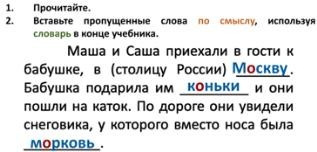 1. Прочитайте.
2. Вставьте пропущенные слова по смыслу, используя
словарь в конце учебника.
Маша и Саша приехали в гости к
бабушке, в (столицу России) Москву.
Бабушка подарила им коньки и они
пошли на каток. По дороге они увидели
снеговика, у которого вместо носа была
морковь.